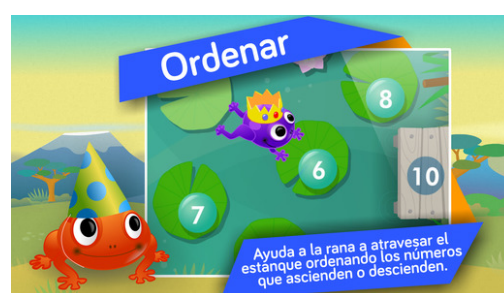 Ordenar
8
6
10
7
Ayuda a la rana a atravesar el
estanque ordenando los números
que ascienden o descienden.